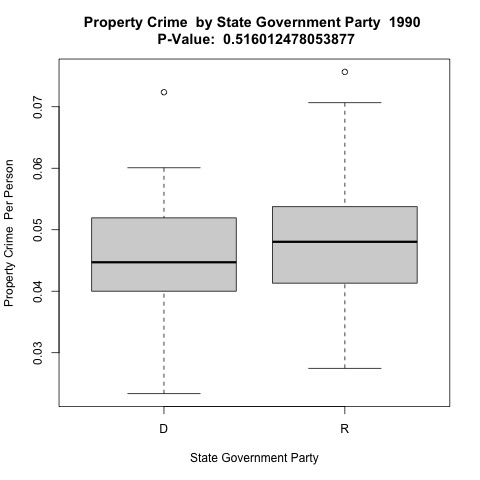 Property Crime by State Government Party 1990
P-Value: 0.516012478053877
Property Crime Per Person
0.07
0.06
0.05
0.04
0.03
D R
State Government Party